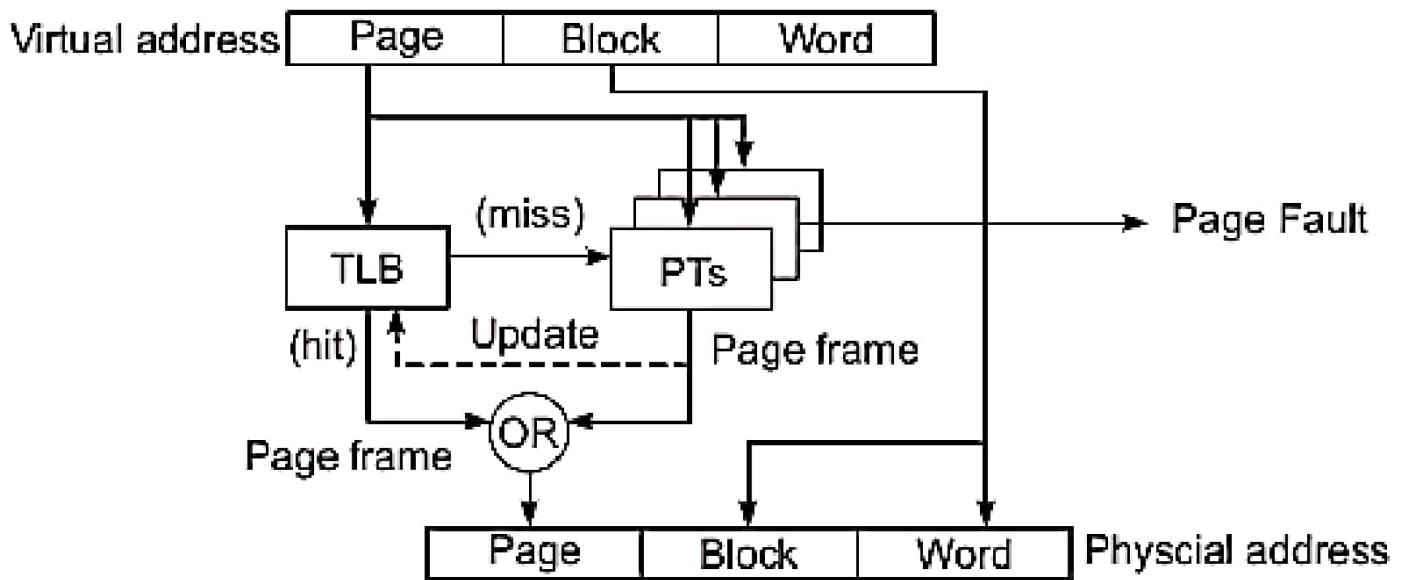 Virtual address Page Block Word
(miss)
Page Fault
TLB PTs
(hit) Update Page frame
OR
Page frame
Page Block Word Physcial address